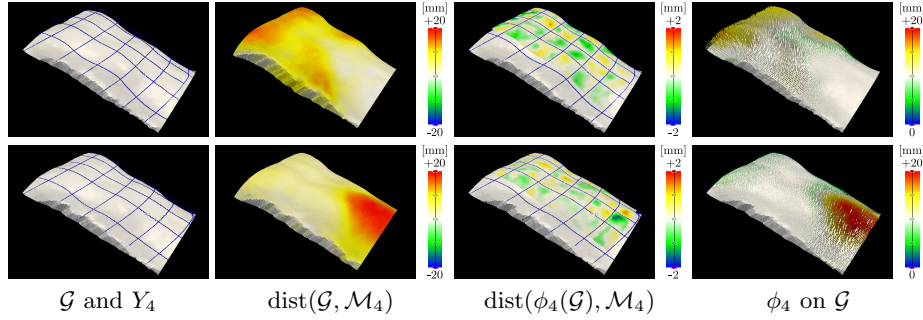 [mm] [mm] [mm]
+20 +2 +20
-20 -2 0
[mm] [mm] [mm]
+20 +2 +20
-20 -2 0
𝒢 and Y₄ dist(𝒢, ℳ₄) dist(ϕ₄(𝒢), ℳ₄) ϕ₄ on 𝒢